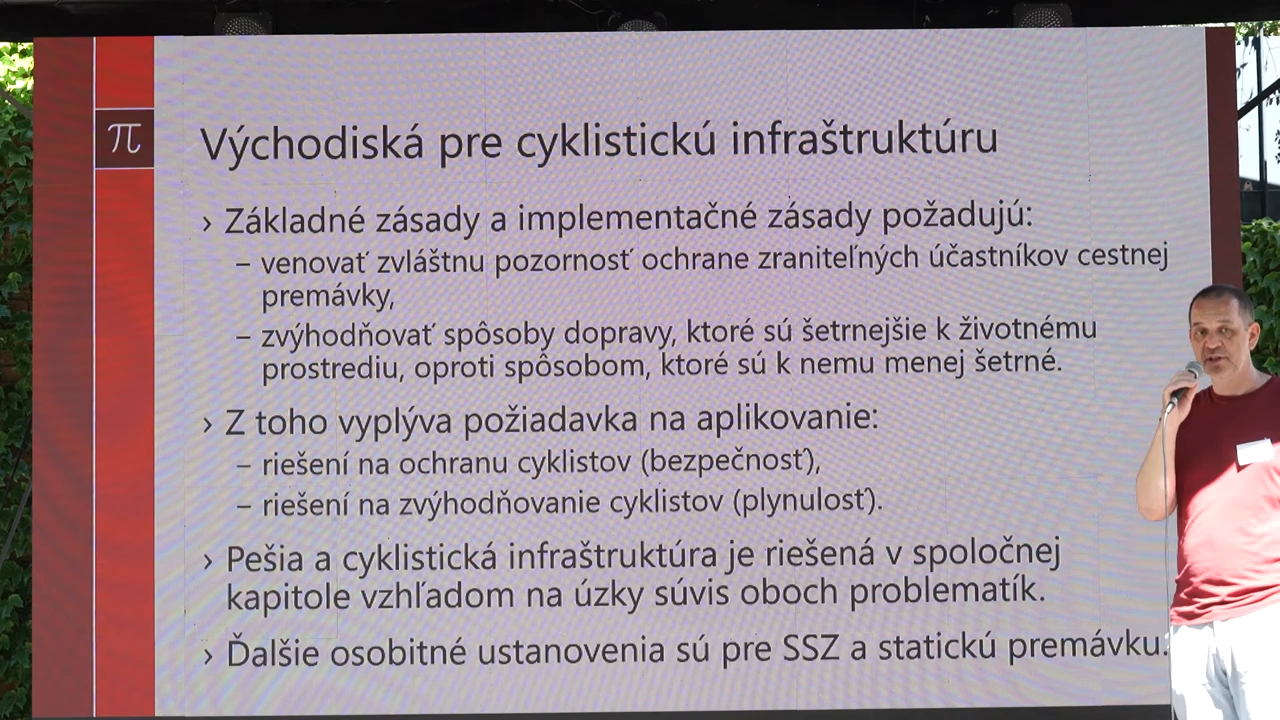 π
Východiská pre cyklistickú infraštruktúru
› Základné zásady a implementačné zásady požadujú:
– venovať zvláštnu pozornosť ochrane zraniteľných účastníkov cestnej
premávky,
– zvýhodňovať spôsoby dopravy, ktoré sú šetrnejšie k životnému
prostrediu, oproti spôsobom, ktoré sú k nemu menej šetrné.
› Z toho vyplýva požiadavka na aplikovanie:
– riešení na ochranu cyklistov (bezpečnosť),
– riešení na zvýhodňovanie cyklistov (plynulosť).
› Pešia a cyklistická infraštruktúra je riešená v spoločnej
kapitole vzhľadom na úzky súvis oboch problematík.
› Ďalšie osobitné ustanovenia sú pre SSZ a statickú premávku.